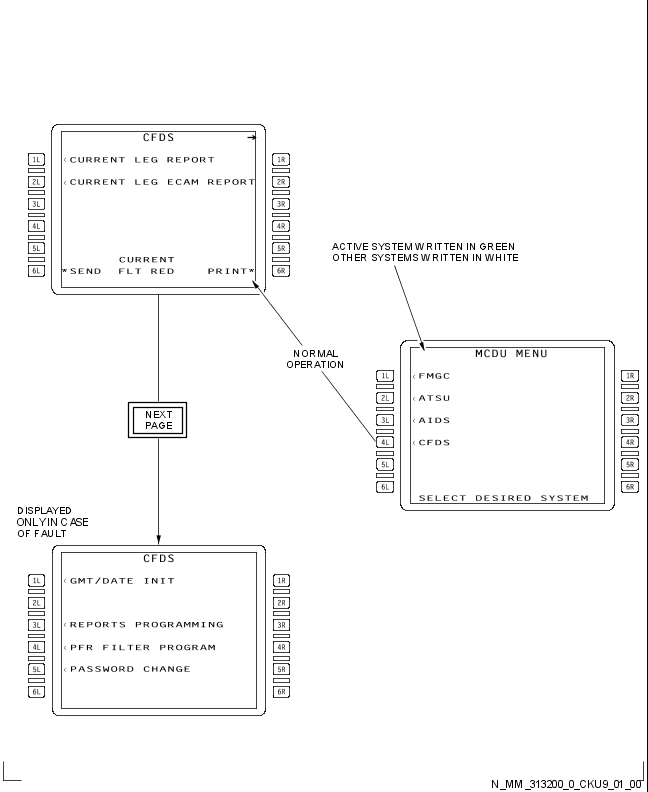 CFDS →
1L ‹CURRENT LEG REPORT 1R
2L ‹CURRENT LEG ECAM REPORT 2R
3L 3R
4L 4R
5L 5R
CURRENT
6L *SEND FLT RED PRINT* 6R
ACTIVE SYSTEM WRITTEN IN GREEN
OTHER SYSTEMS WRITTEN IN WHITE
NORMAL
OPERATION
MCDU MENU
1L ‹FMGC 1R
2L ‹ATSU 2R
3L ‹AIDS 3R
4L ‹CFDS 4R
5L 5R
6L 6R
SELECT DESIRED SYSTEM
NEXT
PAGE
DISPLAYED
ONLY IN CASE
OF FAULT
CFDS
1L ‹GMT/DATE INIT 1R
2L 2R
3L ‹REPORTS PROGRAMMING 3R
4L ‹PFR FILTER PROGRAM 4R
5L ‹PASSWORD CHANGE 5R
6L 6R
N_MM_313200_0_CKU9_01_00